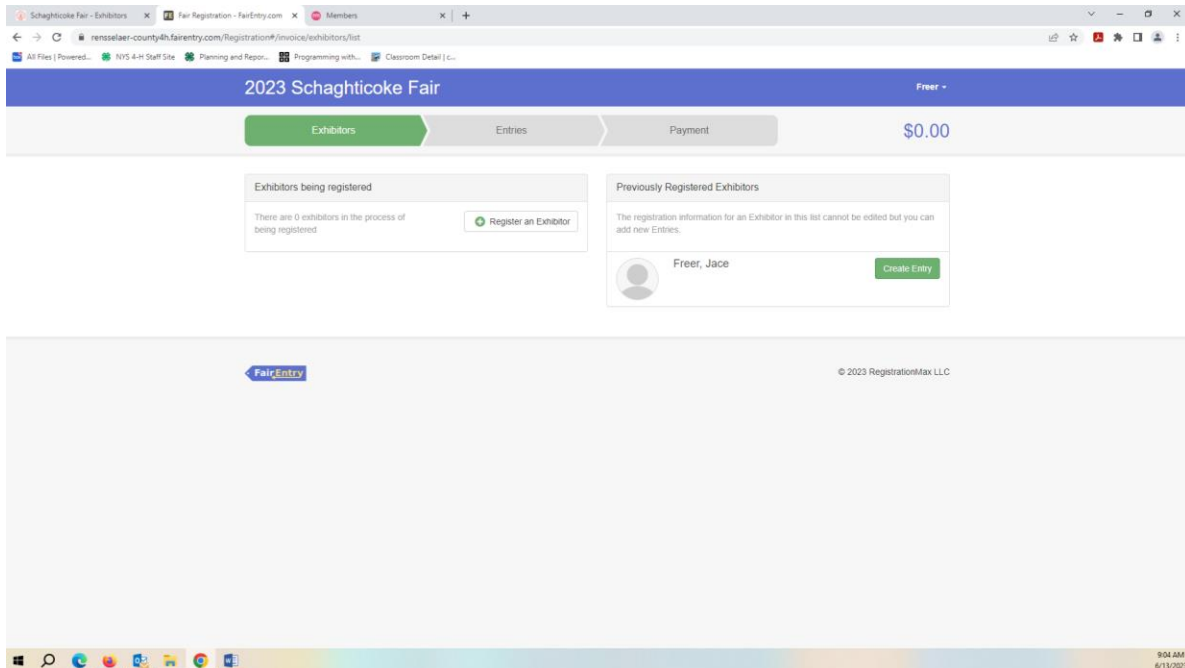 Schaghticoke Fair - Exhibitors
Fair Registration - FairEntry.com
Members
rensselaer-county4h.fairentry.com/Registration#/invoice/exhibitors/list
All Files | Powered...
NYS 4-H Staff Site
Planning and Repor...
Programming with...
Classroom Detail | c...
2023 Schaghticoke Fair
Freer
Exhibitors
Entries
Payment
$0.00
Exhibitors being registered
There are 0 exhibitors in the process of
being registered
Register an Exhibitor
Previously Registered Exhibitors
The registration information for an Exhibitor in this list cannot be edited but you can
add new Entries.
Freer, Jace
Create Entry
FairEntry
© 2023 RegistrationMax LLC
9:04 AM
6/13/202